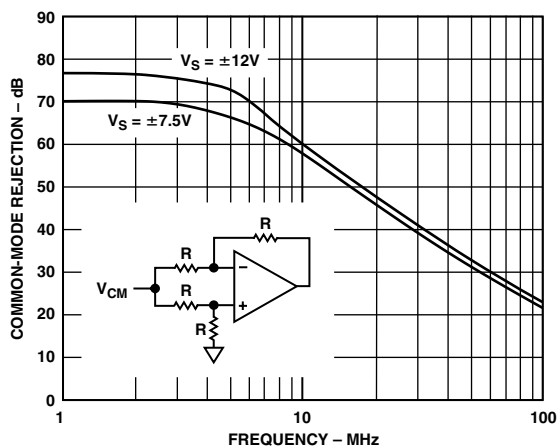 90
80
70
60
50
40
30
20
10
0
COMMON-MODE REJECTION – dB
V_S = ±12V
V_S = ±7.5V
R
R
V_CM
R
R
–
+
1
10
100
FREQUENCY – MHz